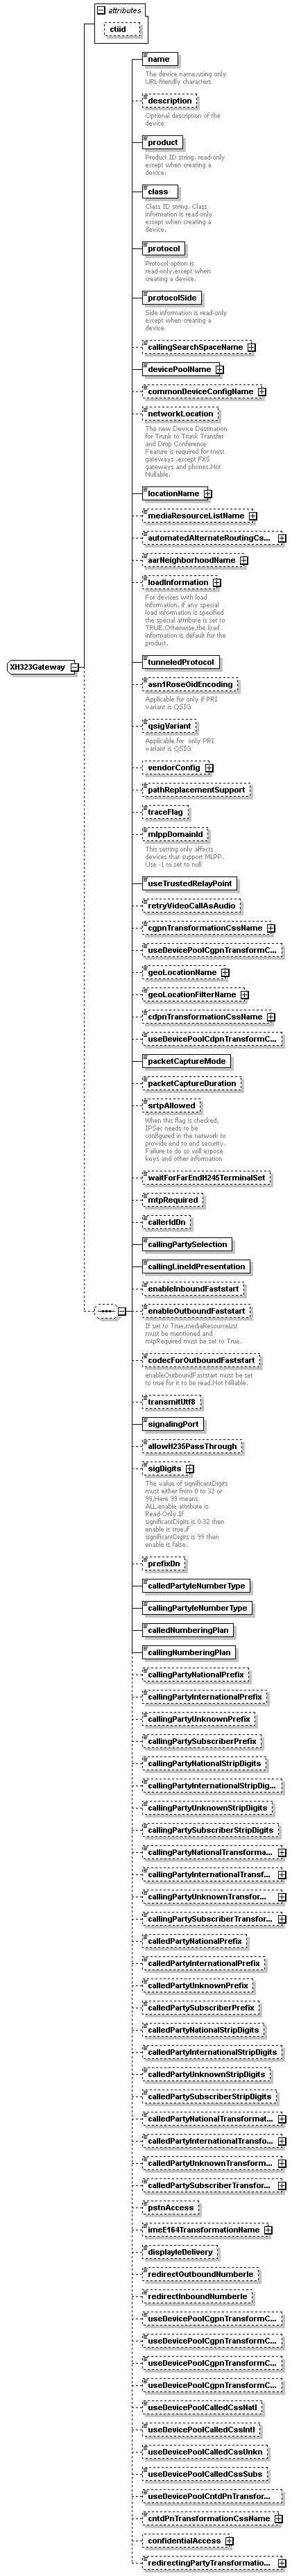 attributes
ctiid
name
The device name,using only
URL-friendly characters
description
Optional description of the
device
product
Product ID string. read-only
except when creating a
device.
class
Class ID string. Class
information is read-only
except when creating a
device.
protocol
Protocol option is
read-only,except when
creating a device.
protocolSide
Side information is read-only
except when creating a
device
callingSearchSpaceName
devicePoolName
commonDeviceConfigName
networkLocation
The new Device Destination
for Trunk to Trunk Transfer
and Drop Conference
Feature is required for most
gateways ,except FXS
gateways and phones.Not
Nullable.
locationName
mediaResourceListName
automatedAlternateRoutingCs...
aarNeighborhoodName
loadInformation
For devices with load
information, if any special
load information is specified
the special attribute is set to
TRUE.Otherwise,the load
information is default for the
product.
XH323Gateway
tunneledProtocol
asn1RoseOidEncoding
Applicable for only if PRI
variant is QSIG
qsigVariant
Applicable for  only PRI
variant is QSIG
vendorConfig
pathReplacementSupport
traceFlag
mlppDomainId
This setting only affects
devices that support MLPP.
Use -1 to set to null
useTrustedRelayPoint
retryVideoCallAsAudio
cgpnTransformationCssName
useDevicePoolCgpnTransformC...
geoLocationName
geoLocationFilterName
cdpnTransformationCssName
useDevicePoolCdpnTransformC...
packetCaptureMode
packetCaptureDuration
srtpAllowed
When this flag is checked,
IPSec needs to be
configured in the network to
provide end to end security.
Failure to do so will expose
keys and other information
waitForFarEndH245TerminalSet
mtpRequired
callerIdDn
callingPartySelection
callingLineIdPresentation
enableInboundFaststart
enableOutboundFaststart
If set to True,mediaResourceList
must be mentioned and
mtpRequired must be set to True.
codecForOutboundFaststart
enableOutboundFaststart must be set
to true for it to be read.Not Nillable.
transmitUtf8
signalingPort
allowH235PassThrough
sigDigits
The value of significantDigits
must either from 0 to 32 or
99,Here 99 means
ALL.enable attribute is
Read-Only.If
significantDigits is 0-32 then
enable is true,if
significantDigits is 99 then
enable is false.
prefixDn
calledPartyIeNumberType
callingPartyIeNumberType
calledNumberingPlan
callingNumberingPlan
callingPartyNationalPrefix
callingPartyInternationalPrefix
callingPartyUnknownPrefix
callingPartySubscriberPrefix
callingPartyNationalStripDigits
callingPartyInternationalStripDig...
callingPartyUnknownStripDigits
callingPartySubscriberStripDigits
callingPartyNationalTransforma...
callingPartyInternationalTransf...
callingPartyUnknownTransfor...
callingPartySubscriberTransfor...
calledPartyNationalPrefix
calledPartyInternationalPrefix
calledPartyUnknownPrefix
calledPartySubscriberPrefix
calledPartyNationalStripDigits
calledPartyInternationalStripDigits
calledPartyUnknownStripDigits
calledPartySubscriberStripDigits
calledPartyNationalTransformat...
calledPartyInternationalTransfo...
calledPartyUnknownTransform...
calledPartySubscriberTransfor...
pstnAccess
imeE164TransformationName
displayIeDelivery
redirectOutboundNumberIe
redirectInboundNumberIe
useDevicePoolCgpnTransformC...
useDevicePoolCgpnTransformC...
useDevicePoolCgpnTransformC...
useDevicePoolCgpnTransformC...
useDevicePoolCalledCssNatl
useDevicePoolCalledCssIntl
useDevicePoolCalledCssUnkn
useDevicePoolCalledCssSubs
useDevicePoolCntdPnTransfor...
cntdPnTransformationCssName
confidentialAccess
redirectingPartyTransformatio...